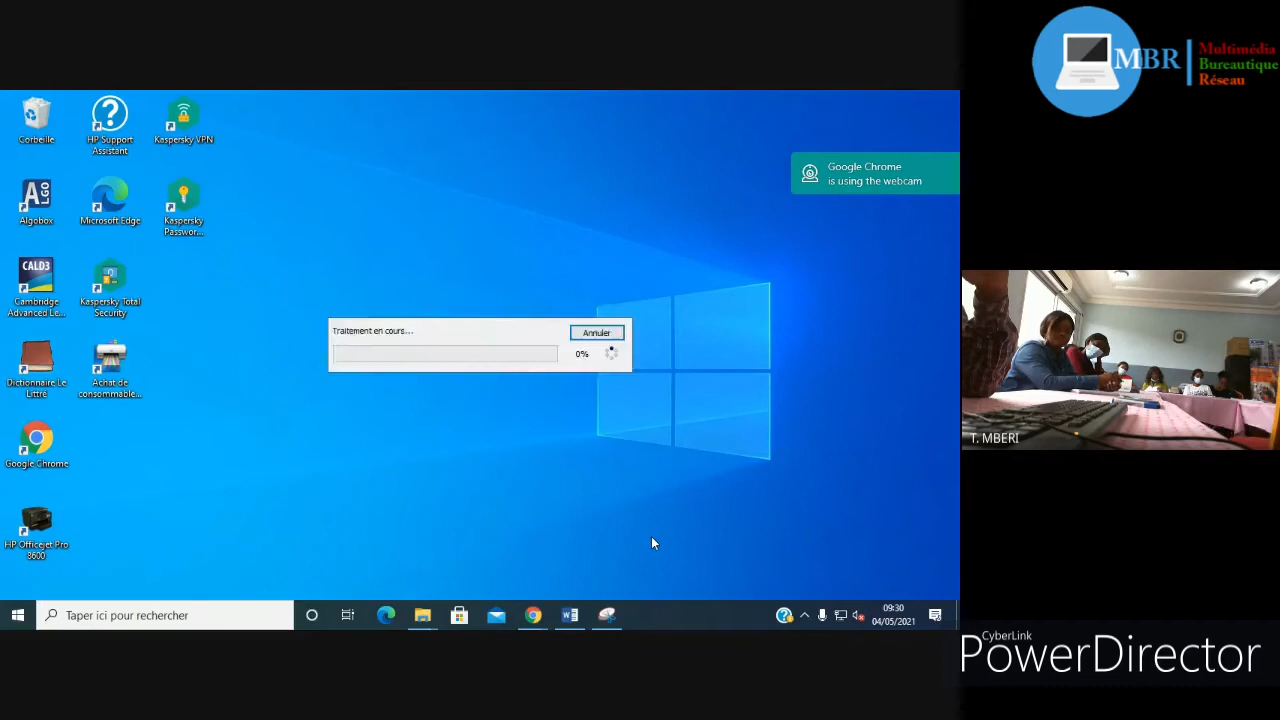 MBR
Multimédia
Bureautique
Réseau
Corbeille
HP Support
Assistant
Kaspersky VPN
Google Chrome
is using the webcam
A
LGO
Algobox
Microsoft Edge
Kaspersky
Passwor...
CALD3
Cambridge
Advanced Le...
Kaspersky Total
Security
Traitement en cours...
Annuler
0%
Dictionnaire Le
Littré
Achat de
consommable...
Google Chrome
T. MBERI
HP Officejet Pro
8600
Taper ici pour rechercher
09:30
04/05/2021
CyberLink
PowerDirector